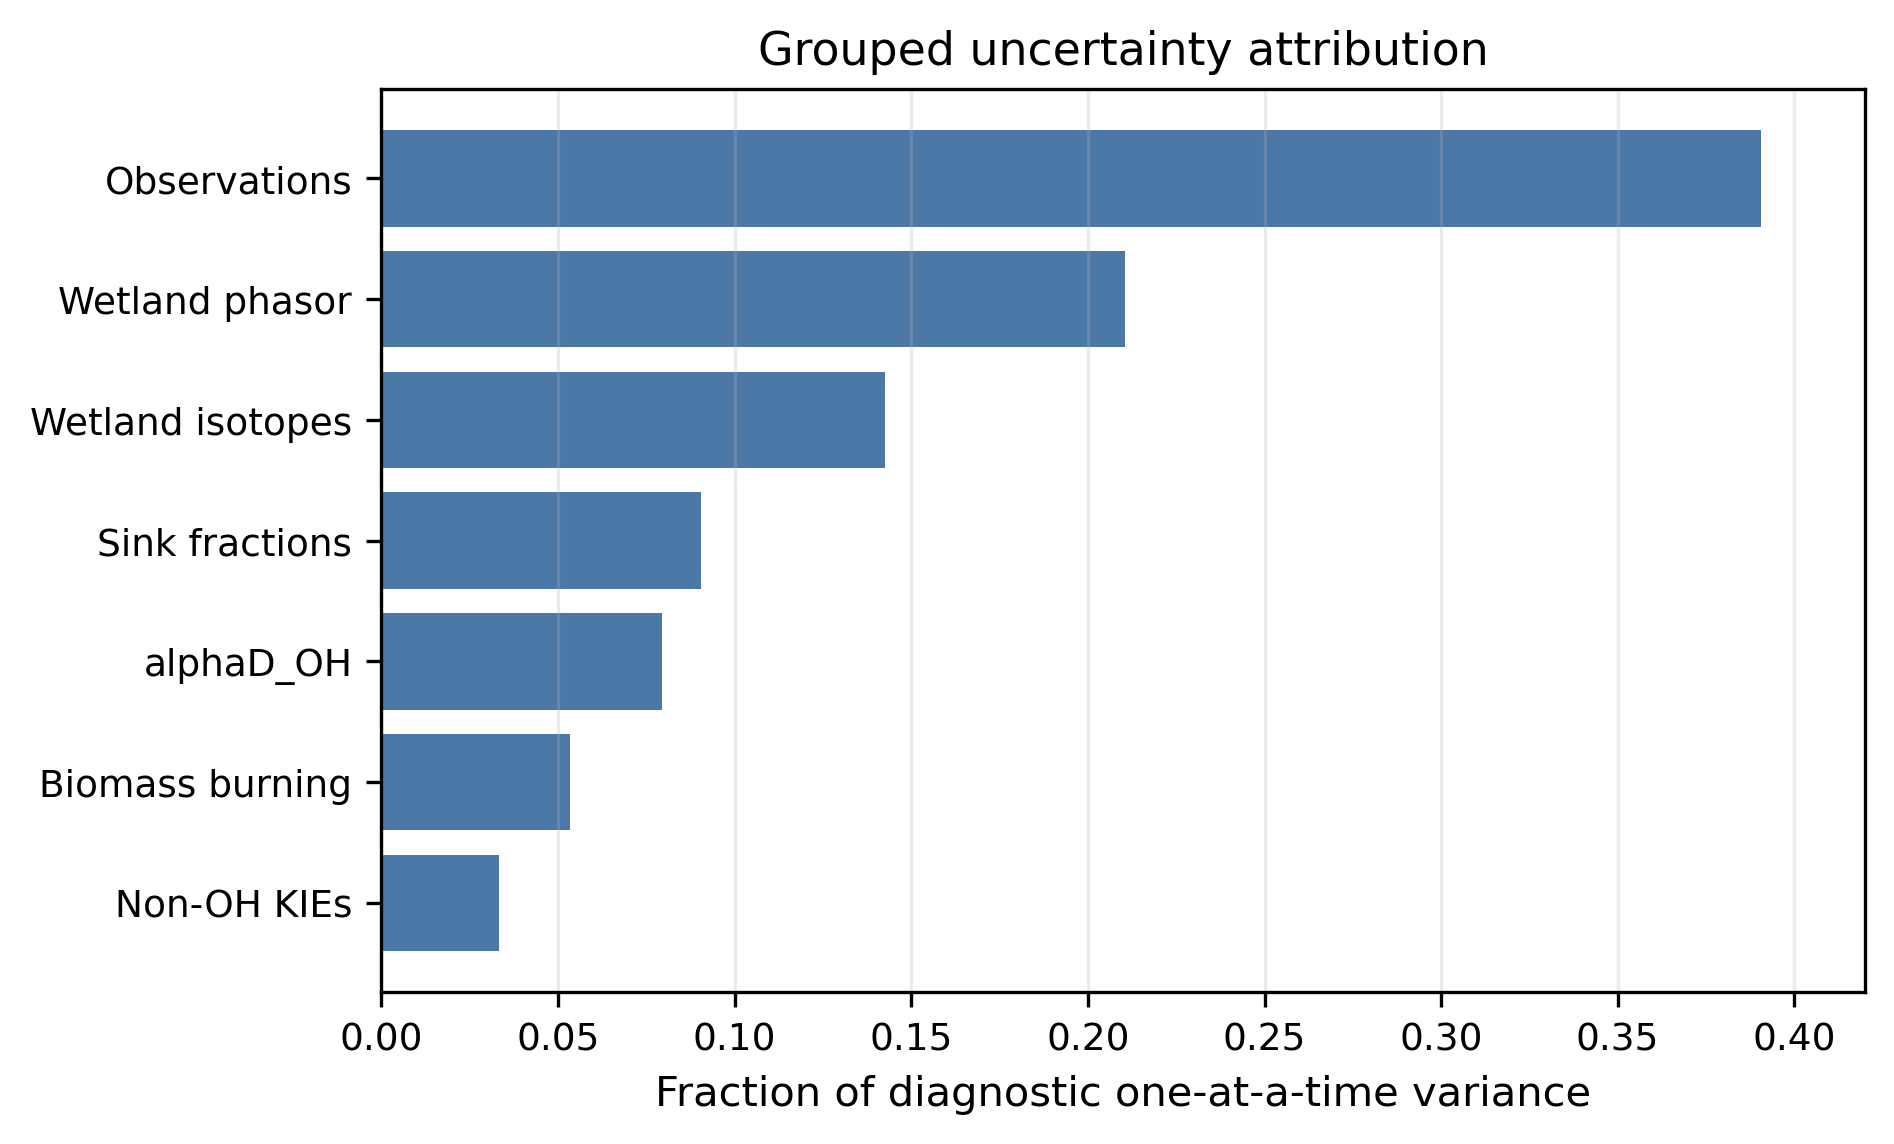 Grouped uncertainty attribution
Observations
Wetland phasor
Wetland isotopes
Sink fractions
alphaD_OH
Biomass burning
Non-OH KIEs
0.00 0.05 0.10 0.15 0.20 0.25 0.30 0.35 0.40
Fraction of diagnostic one-at-a-time variance